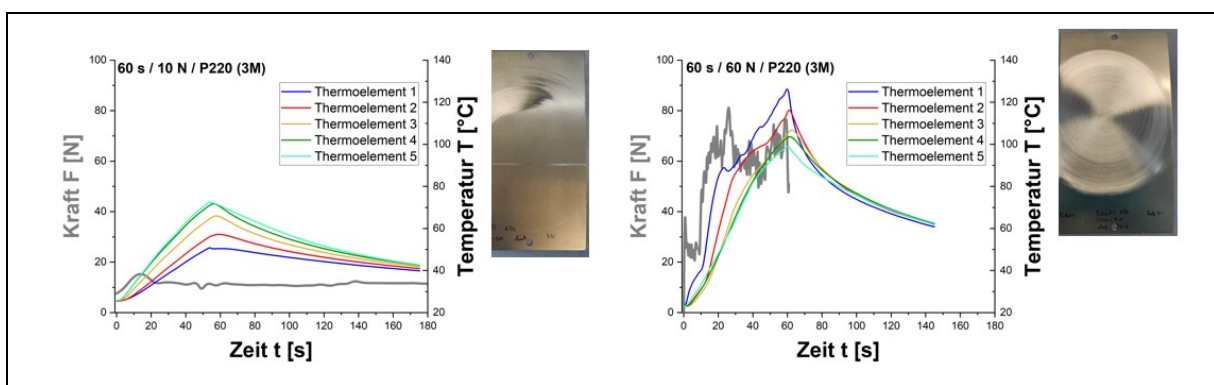 60 s / 10 N / P220 (3M)
Thermoelement 1
Thermoelement 2
Thermoelement 3
Thermoelement 4
Thermoelement 5
Kraft F [N]
100
80
60
40
20
0
Temperatur T [°C]
140
120
100
80
60
40
20
0 20 40 60 80 100 120 140 160 180
Zeit t [s]
60 s / 60 N / P220 (3M)
Thermoelement 1
Thermoelement 2
Thermoelement 3
Thermoelement 4
Thermoelement 5
Kraft F [N]
100
80
60
40
20
0
Temperatur T [°C]
140
120
100
80
60
40
20
0 20 40 60 80 100 120 140 160 180
Zeit t [s]